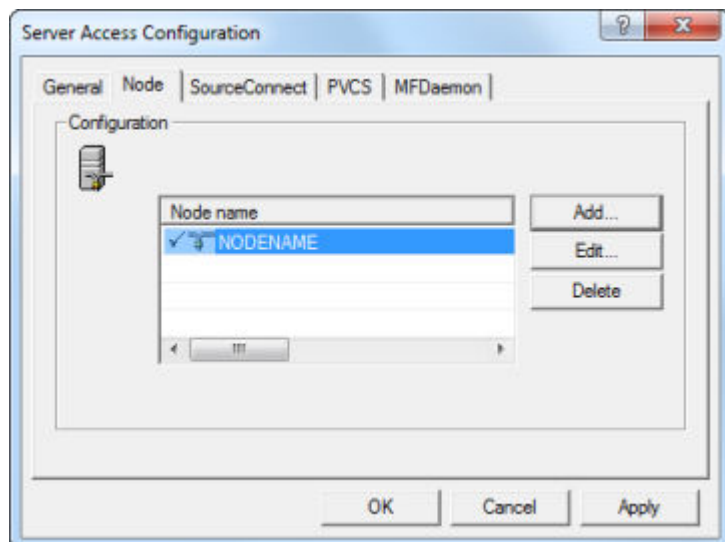 Server Access Configuration
General Node SourceConnect PVCS MFDaemon
Configuration
Node name
NODENAME
Add...
Edit...
Delete
OK Cancel Apply